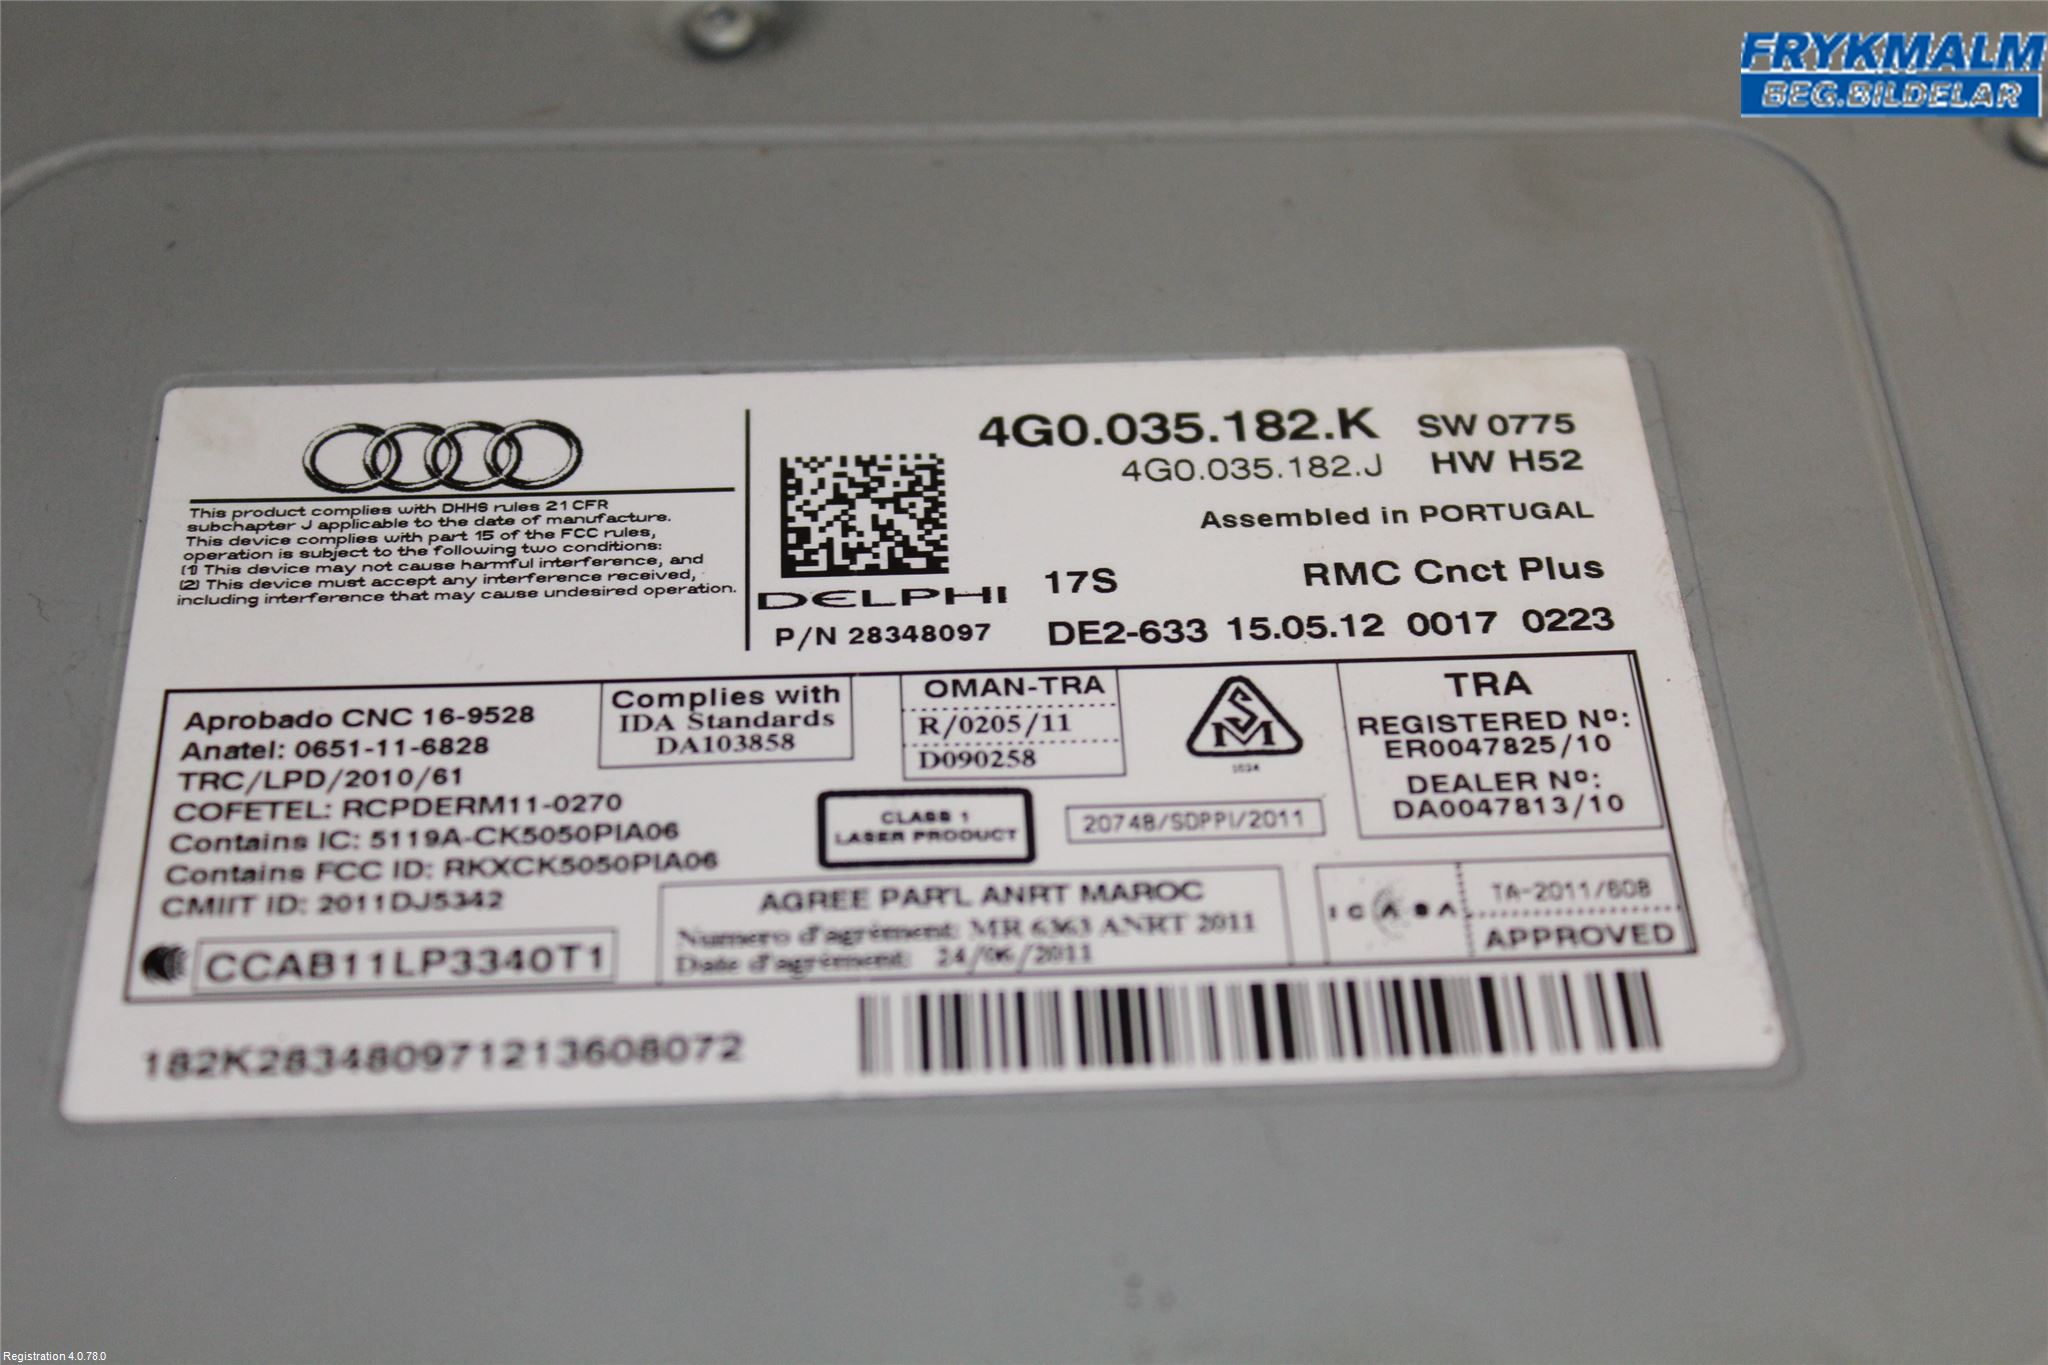 FRYKMALM
BEG.BILDELAR
4G0.035.182.K SW 0775
4G0.035.182.J HW H52
Assembled in PORTUGAL
This product complies with DHHS rules 21 CFR
subchapter J applicable to the date of manufacture.
This device complies with part 15 of the FCC rules,
operation is subject to the following two conditions:
(1) This device may not cause harmful interference, and
(2) This device must accept any interference received,
including interference that may cause undesired operation.
DELPHI 17S RMC Cnct Plus
P/N 28348097 DE2-633 15.05.12 0017 0223
Aprobado CNC 16-9528
Anatel: 0651-11-6828
TRC/LPD/2010/61
COFETEL: RCPDERM11-0270
Contains IC: 5119A-CK5050PIA06
Contains FCC ID: RKXCK5050PIA06
CMIIT ID: 2011DJ5342
CCAB11LP3340T1
Complies with
IDA Standards
DA103858
OMAN-TRA
R/0205/11
D090258
SM
1024
TRA
REGISTERED Nº:
ER0047825/10
DEALER Nº:
DA0047813/10
CLASS 1
LASER PRODUCT
20748/SDPPI/2011
AGREE PAR'L ANRT MAROC
Numero d'agrément: MR 6363 ANRT 2011
Date d'agrément: 24/06/2011
ICASA
TA-2011/608
APPROVED
182K283480971213608072
Registration 4.0.78.0